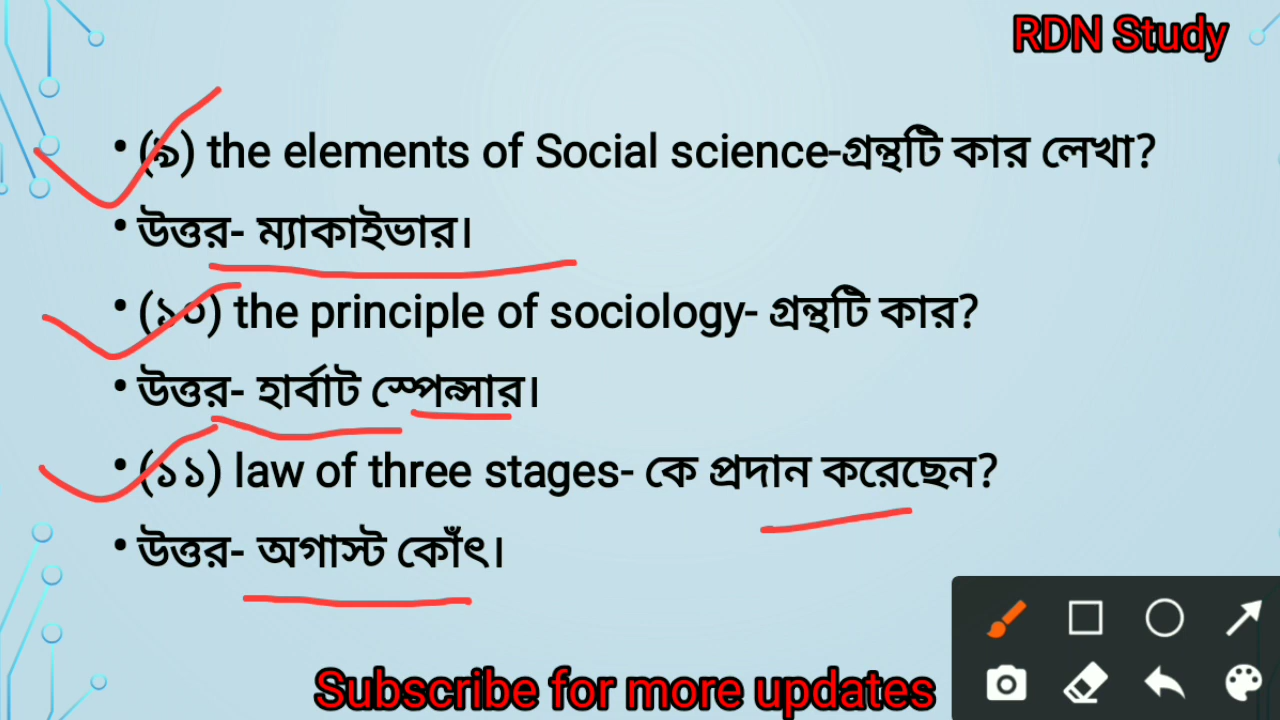 RDN Study
• (৯) the elements of Social science-গ্রন্থটি কার লেখা?
• উত্তর- ম্যাকাইভার।
• (১০) the principle of sociology- গ্রন্থটি কার?
• উত্তর- হার্বাট স্পেন্সার।
• (১১) law of three stages- কে প্রদান করেছেন?
• উত্তর- অগাস্ট কোঁৎ।
Subscribe for more updates